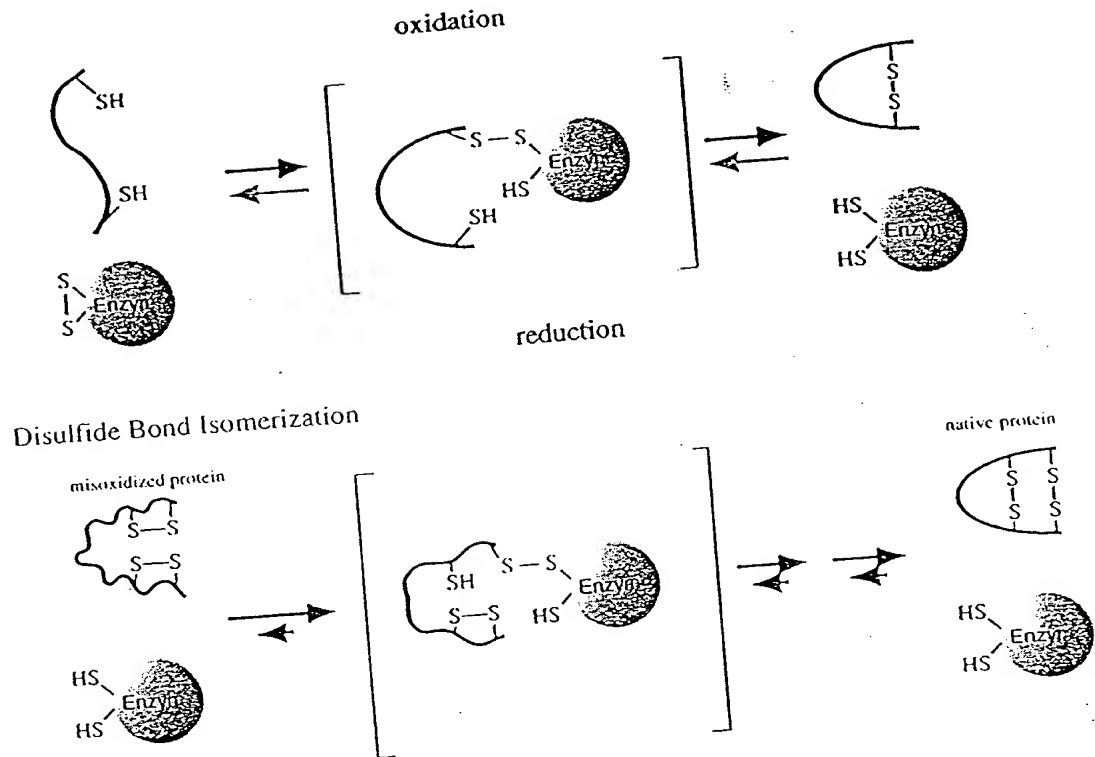 oxidation
SH
SH
S
S
Enzym
S — S
Enzym
HS
SH
S
S
HS
HS
Enzym
reduction
Disulfide Bond Isomerization
misoxidized protein
S — S
S — S
HS
HS
Enzym
S — S
SH
S — S
HS
Enzym
native protein
S
S
S
S
HS
HS
Enzym